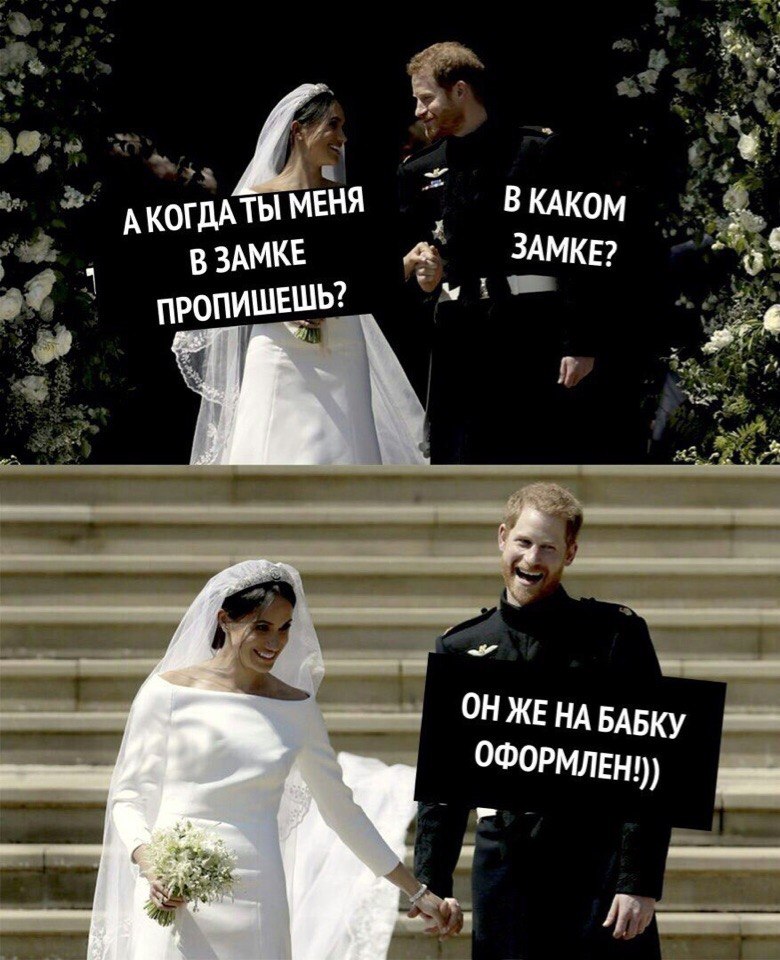 А КОГДА ТЫ МЕНЯ
В ЗАМКЕ
ПРОПИШЕШЬ?
В КАКОМ
ЗАМКЕ?
ОН ЖЕ НА БАБКУ
ОФОРМЛЕН!))